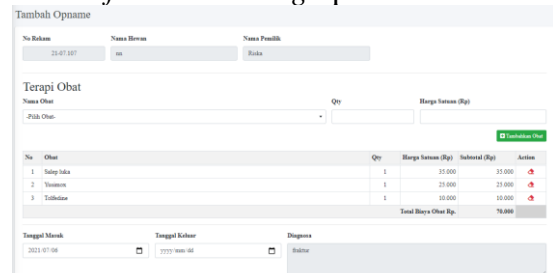 Tambah Opname
No Rekam Nama Hewan Nama Pemilik
21-07.107 nn Riska
Terapi Obat
Nama Obat Qty Harga Satuan (Rp)
-Pilih Obat-
Tambahkan Obat
No Obat Qty Harga Satuan (Rp) Subtotal (Rp) Action
1 Salep luka 1 35.000 35.000
2 1 25.000 25.000
3 1 10.000 10.000
Total Biaya Obat Rp. 70.000
Tanggal Masuk Tanggal Keluar Diagnosa
2021/07/06 yyyy/mm/dd fraktur